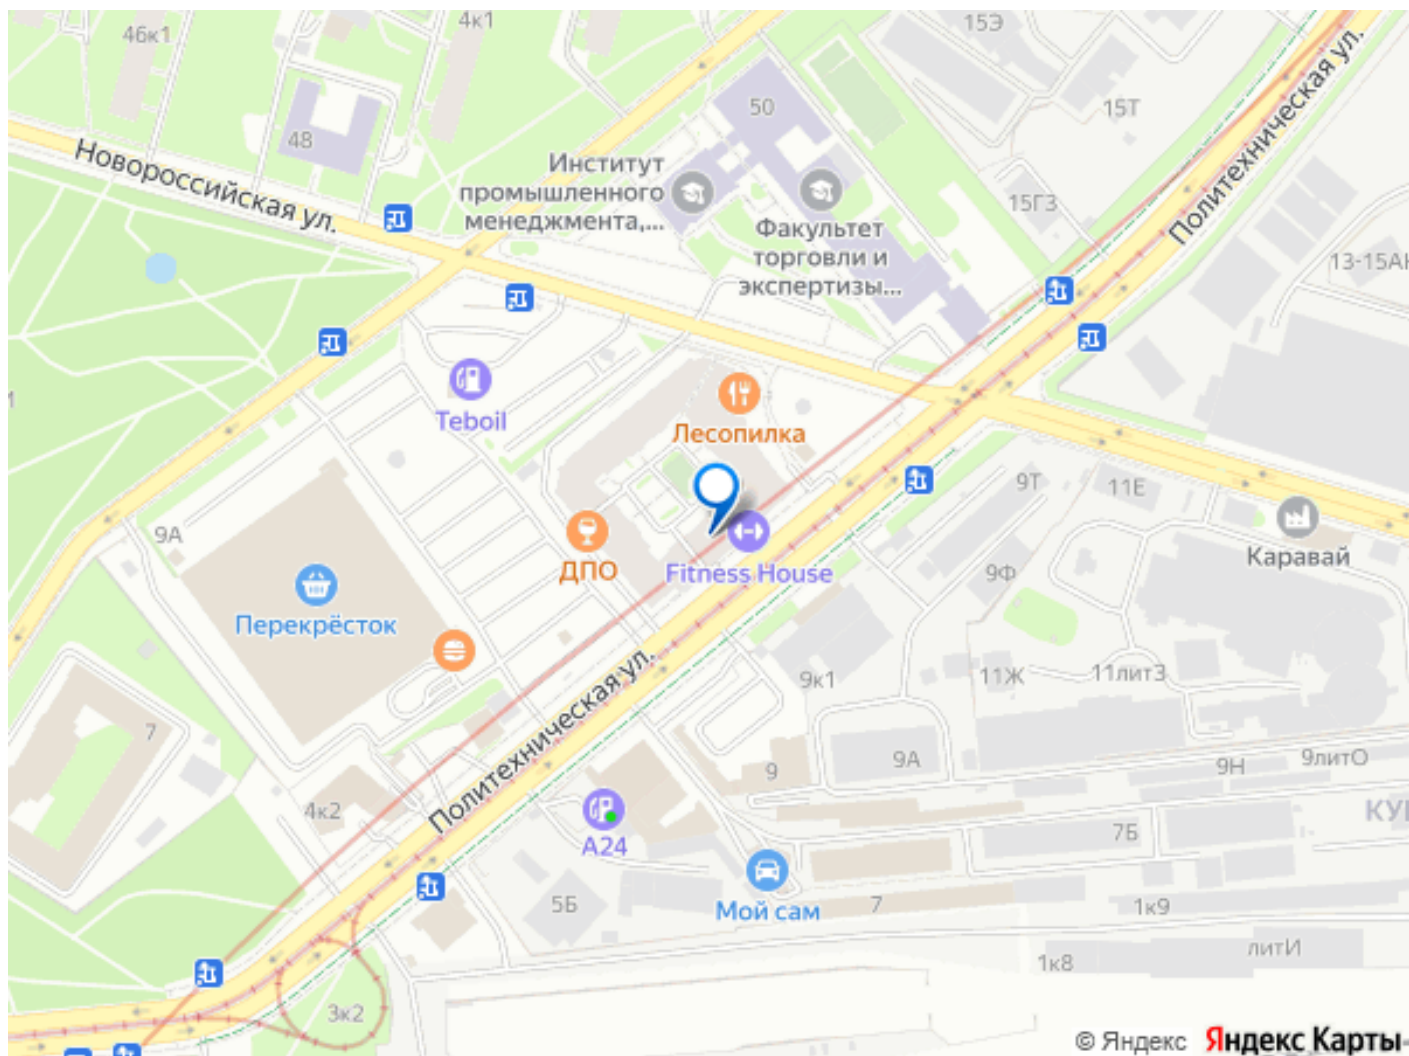 46к1
4к1
15Э
Политехническая ул.
50
15Т
48
Новороссийская ул.
Институт
промышленного
менеджмента,...
15Г3
Факультет
торговли и
экспертизы...
13-15АН
Teboil
Лесопилка
9Т
11Е
9А
Каравай
ДПО
Fitness House
9Ф
Перекрёсток
9к1
11Ж
11лит3
Политехническая ул.
7
9
9А
9Н
9литО
4к2
А24
7Б
КУ
5Б
Мой сам
7
1к9
литИ
1к8
3к2
© Яндекс Яндекс Карты